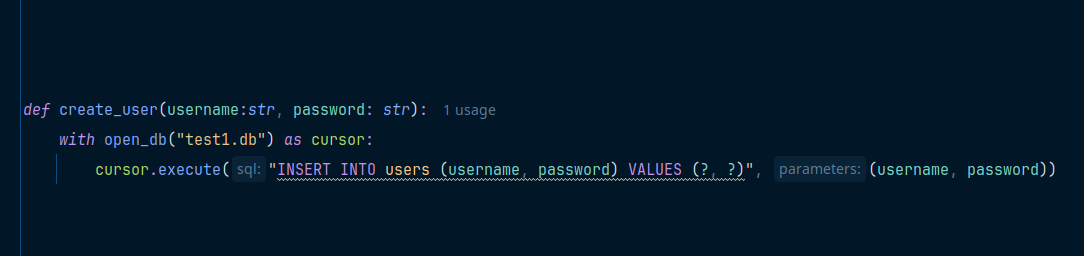 def create_user(username:str, password: str): 1 usage
with open_db("test1.db") as cursor:
cursor.execute( sql: "INSERT INTO users (username, password) VALUES (?, ?)", parameters: (username, password))